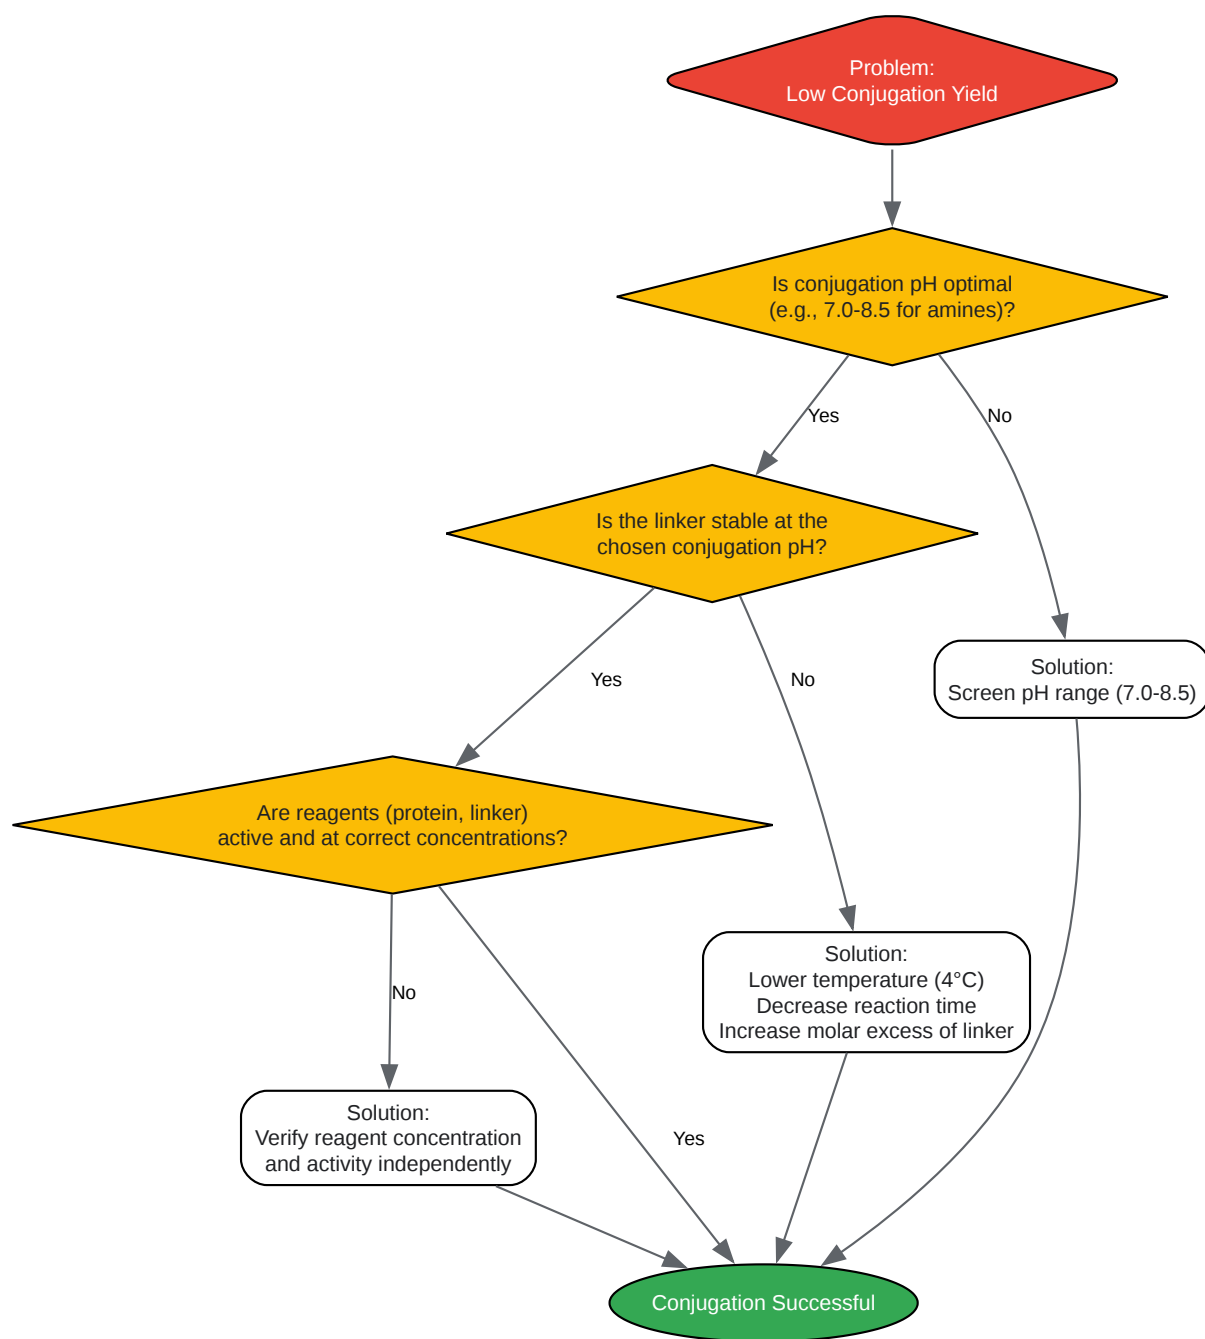 Problem:
Low Conjugation Yield
Is conjugation pH optimal
(e.g., 7.0-8.5 for amines)?
Yes
No
Is the linker stable at the
chosen conjugation pH?
Yes
No
Solution:
Screen pH range (7.0-8.5)
Are reagents (protein, linker)
active and at correct concentrations?
No
Yes
Solution:
Lower temperature (4°C)
Decrease reaction time
Increase molar excess of linker
Solution:
Verify reagent concentration
and activity independently
Conjugation Successful